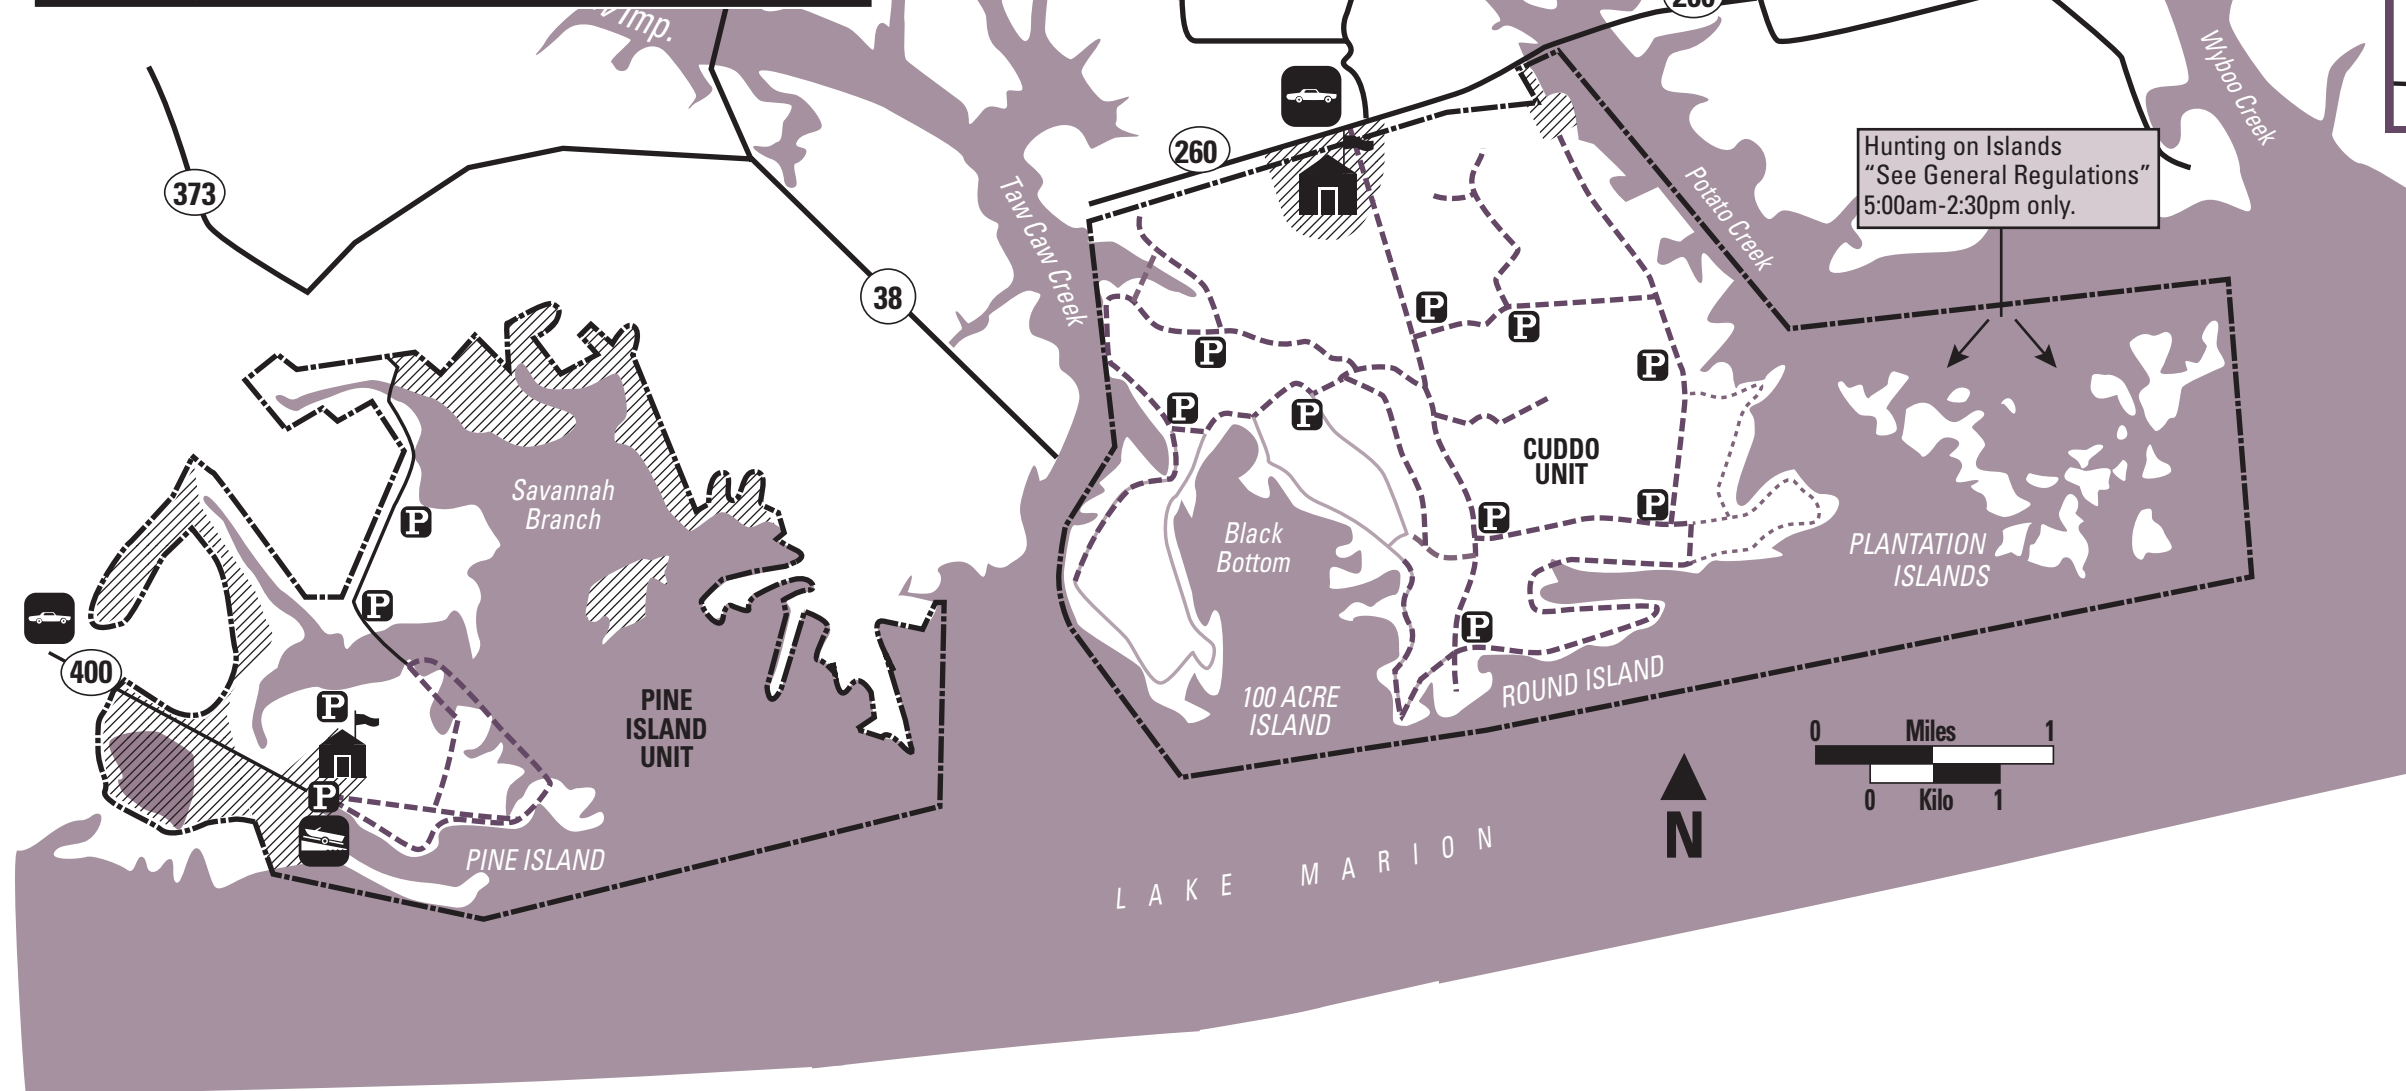 Imp.
373
38
260
Taw Caw Creek
Potato Creek
Wyboo Creek
Hunting on Islands
“See General Regulations”
5:00am-2:30pm only.
P
P
P
P
P
P
P
P
P
CUDDO
UNIT
Black
Bottom
100 ACRE
ISLAND
ROUND ISLAND
PLANTATION
ISLANDS
Savannah
Branch
P
P
400
P
P
PINE
ISLAND
UNIT
PINE ISLAND
LAKE MARION
N
0 Miles 1
0 Kilo 1